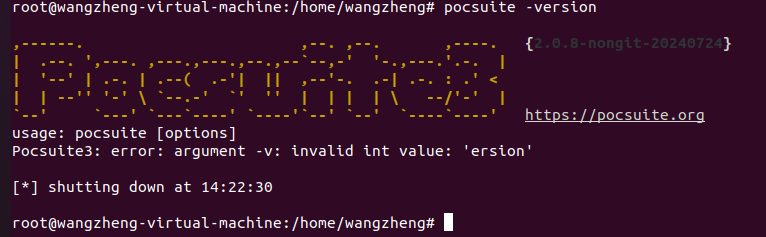 root@wangzheng-virtual-machine:/home/wangzheng# pocsuite -version
,------.                        ,--. ,--.       ,----.   {2.0.8-nongit-20240724}
|  .--. ',---. ,---.,---.,--.,--`--,-'  '-.,---.'.-.  |
|  '--' | .-. | .--(  .-'|  ||  ,--'-.  .-| .-. : .' <
|  | --'' '-' \ `--.-'  `'  ''  |  | |  | \   --/'-'  |
`--'     `---' `---`----' `----'`--' `--'  `----`----'   https://pocsuite.org
usage: pocsuite [options]
Pocsuite3: error: argument -v: invalid int value: 'ersion'
[*] shutting down at 14:22:30
root@wangzheng-virtual-machine:/home/wangzheng#